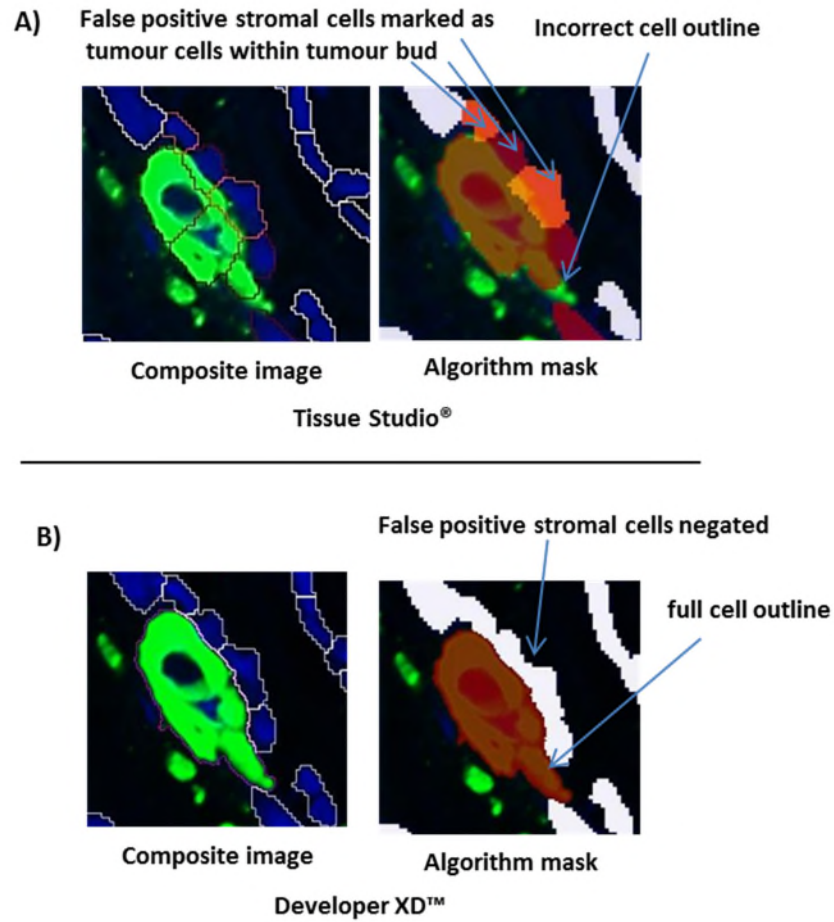 A)
False positive stromal cells marked as
tumour cells within tumour bud
Incorrect cell outline
Composite image
Algorithm mask
Tissue Studio®
B)
False positive stromal cells negated
full cell outline
Composite image
Algorithm mask
Developer XD™